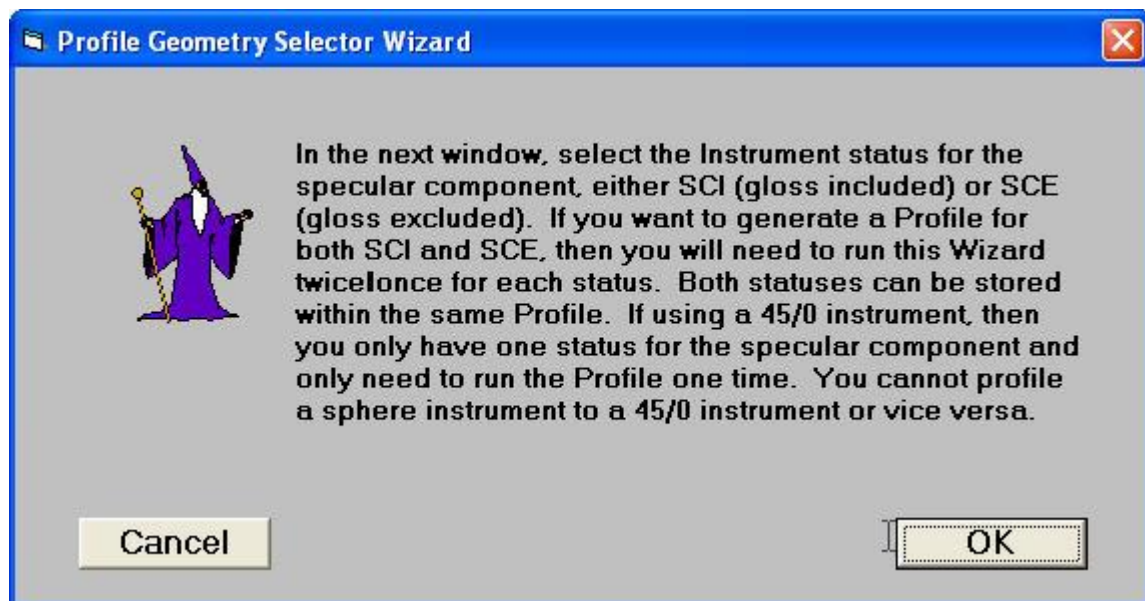 Profile Geometry Selector Wizard
In the next window, select the Instrument status for the
specular component, either SCI (gloss included) or SCE
(gloss excluded).  If you want to generate a Profile for
both SCI and SCE, then you will need to run this Wizard
twicelonce for each status.  Both statuses can be stored
within the same Profile.  If using a 45/0 instrument, then
you only have one status for the specular component and
only need to run the Profile one time.  You cannot profile
a sphere instrument to a 45/0 instrument or vice versa.
Cancel
OK